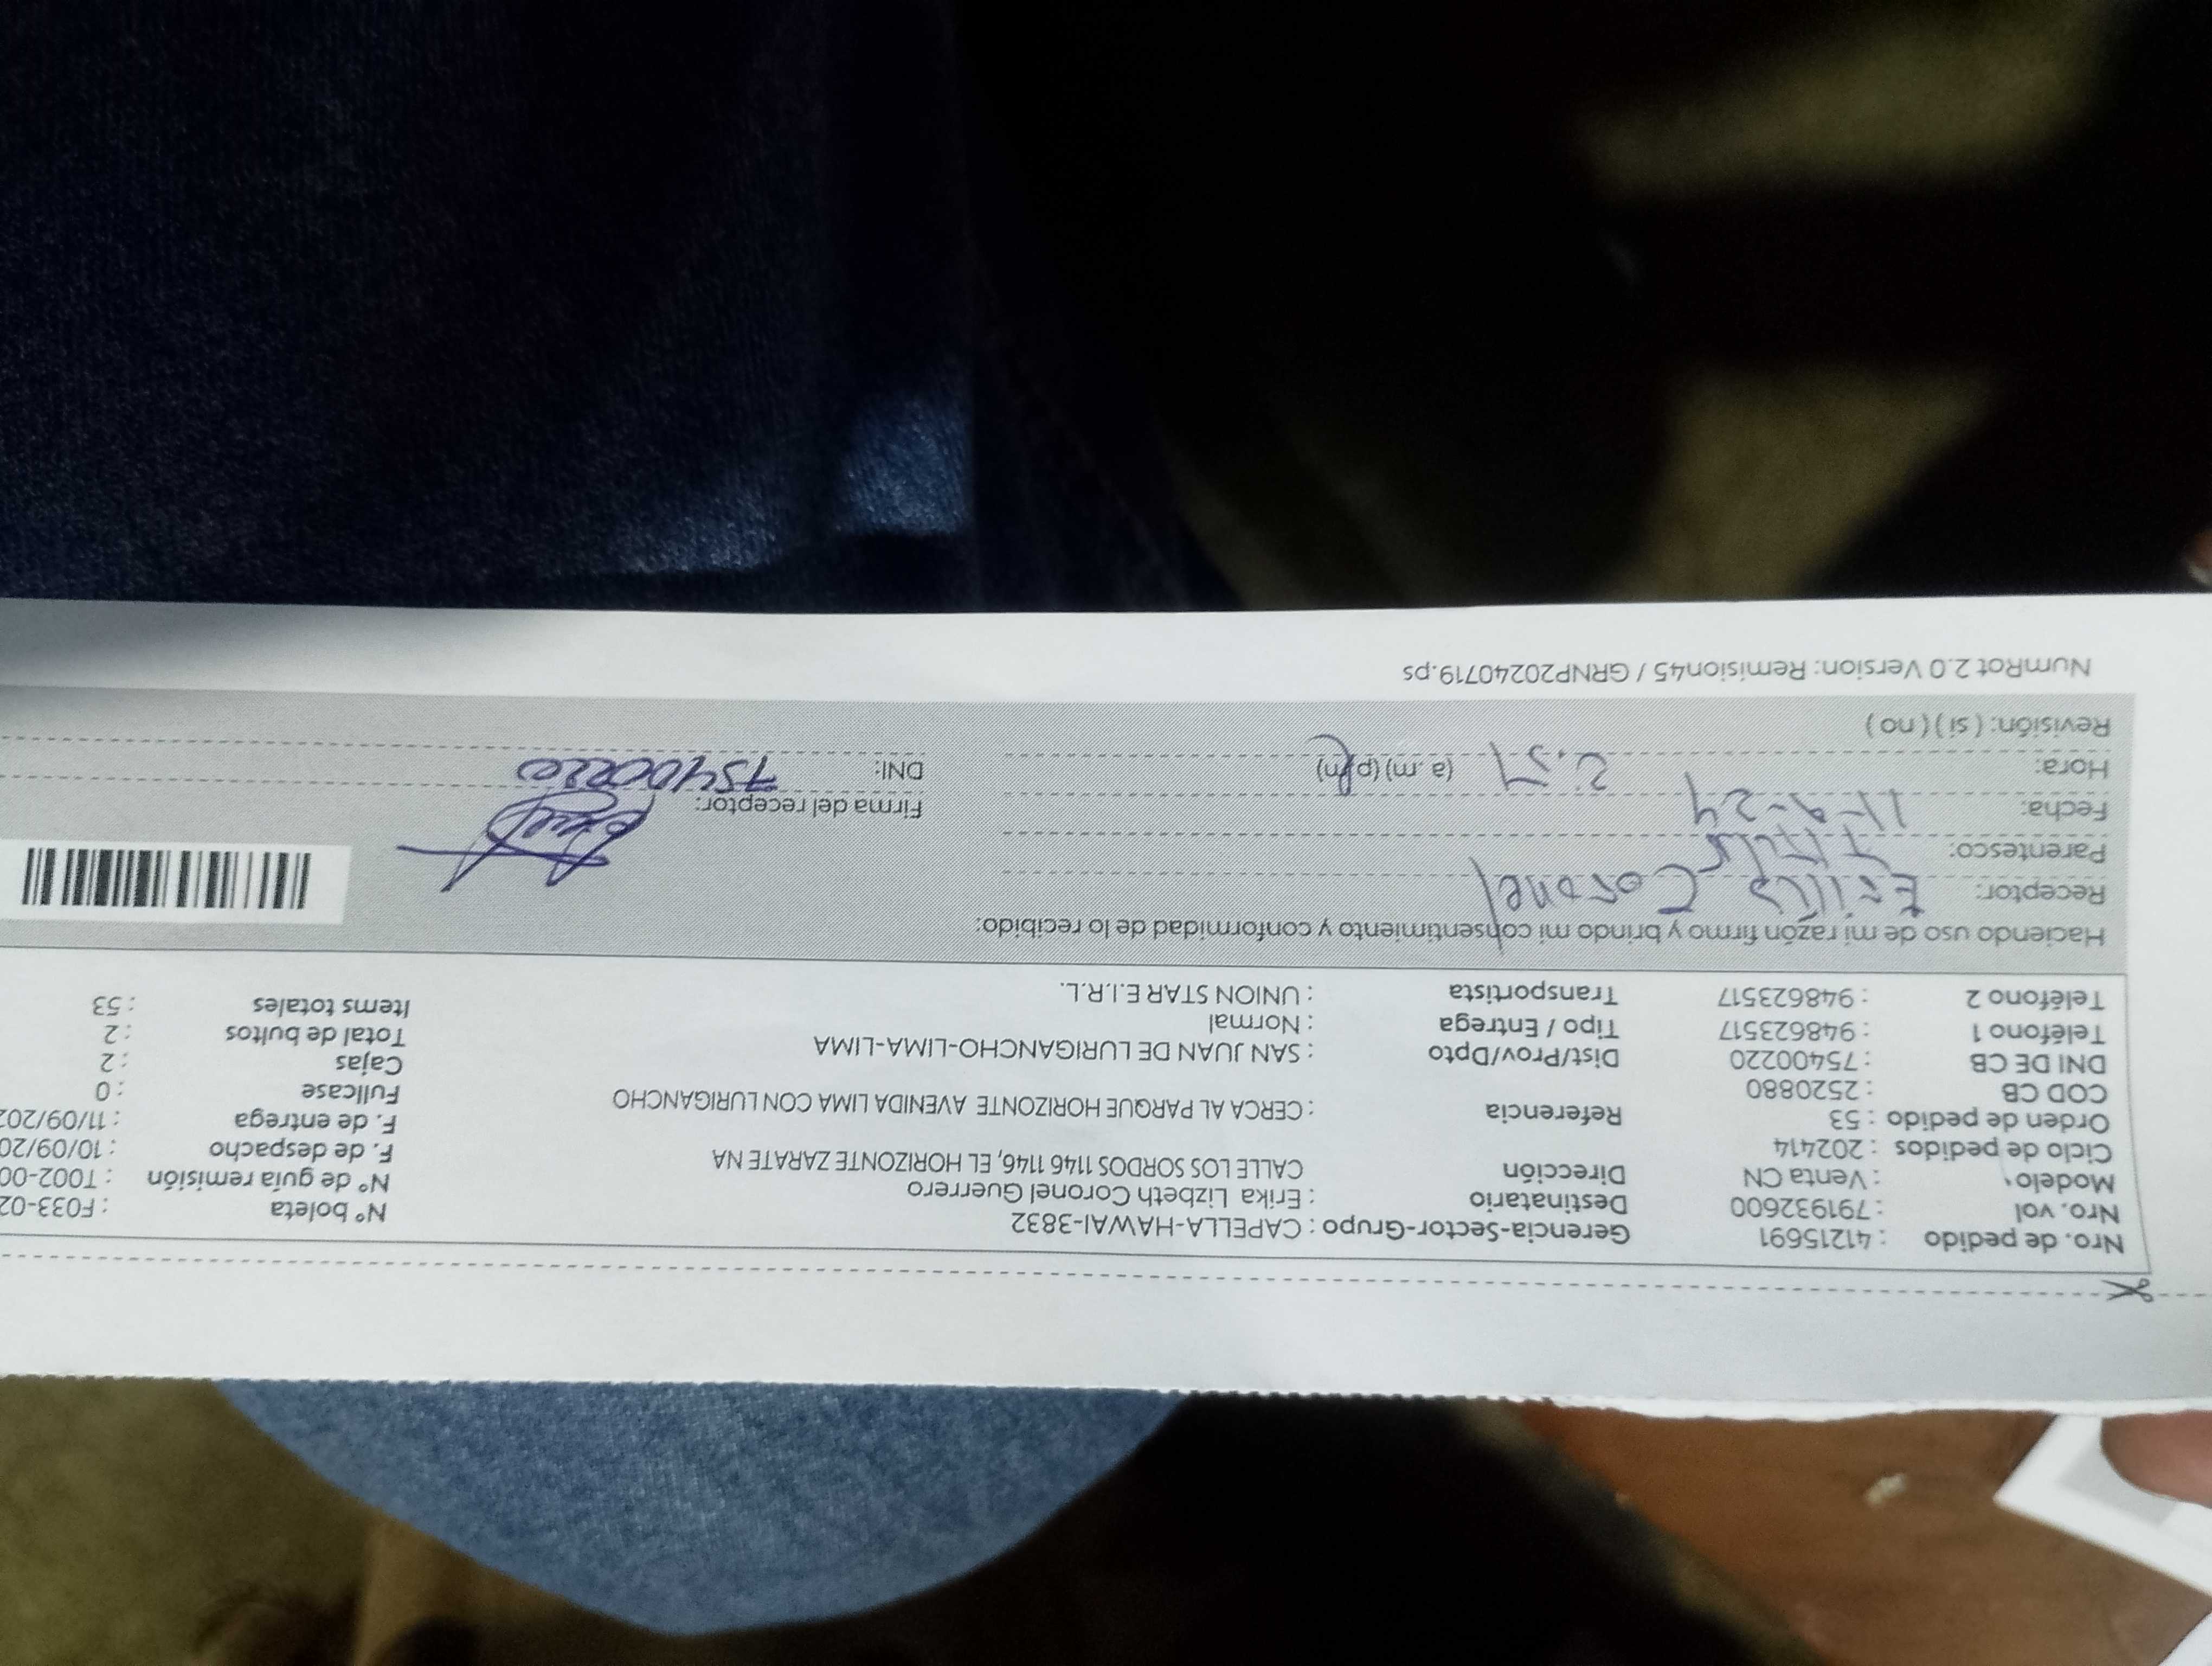 Nro. de pedido : 41215691 Gerencia-Sector-Grupo : CAPELLA-HAWAI-3832 N° boleta : F033-02
Nro. vol : 791932600 Destinatario : Erika Lizbeth Coronel Guerrero N° de guía remisión : T002-00
Modelo : Venta CN Dirección CALLE LOS SORDOS 1146 1146, EL HORIZONTE ZARATE NA F. de despacho : 10/09/20
Ciclo de pedidos : 202414 F. de entrega : 11/09/202
Orden de pedido : 53 Referencia : CERCA AL PARQUE HORIZONTE AVENIDA LIMA CON LURIGANCHO Fullcase : 0
COD CB : 2520880 Cajas : 2
DNI DE CB : 75400220 Dist/Prov/Dpto : SAN JUAN DE LURIGANCHO-LIMA-LIMA Total de bultos : 2
Teléfono 1 : 948623517 Tipo / Entrega : Normal Items totales : 53
Teléfono 2 : 948623517 Transportista : UNION STAR E.I.R.L.
Haciendo uso de mi razón firmo y brindo mi consentimiento y conformidad de lo recibido:
Receptor: Coronel
Parentesco: Titular
Fecha: 11-9-24 Firma del receptor:
Hora: (a.m) (p.m) DNI: 75400220
Revisión: ( si ) ( no )
NumRot 2.0 Version: Remision45 / GRNP20240719.ps